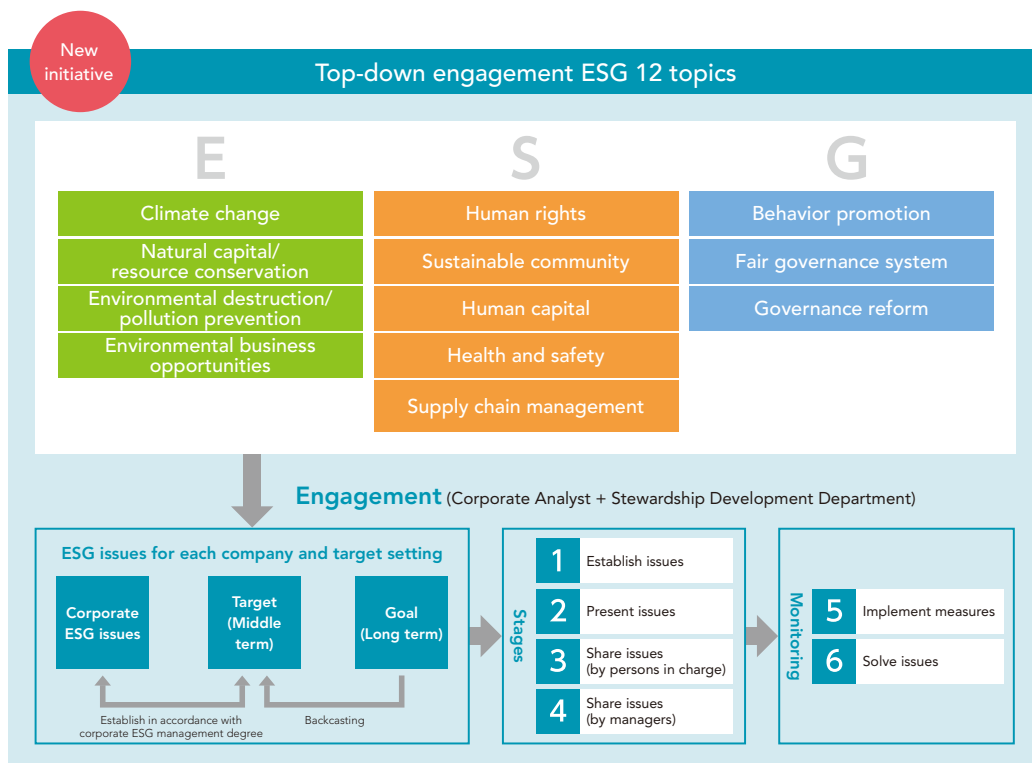 New
initiative
Top-down engagement ESG 12 topics
E
Climate change
Natural capital/
resource conservation
Environmental destruction/
pollution prevention
Environmental business
opportunities
S
Human rights
Sustainable community
Human capital
Health and safety
Supply chain management
G
Behavior promotion
Fair governance system
Governance reform
Engagement (Corporate Analyst + Stewardship Development Department)
ESG issues for each company and target setting
Corporate
ESG issues
Target
(Middle
term)
Goal
(Long term)
Establish in accordance with
corporate ESG management degree
Backcasting
Stages
1 Establish issues
2 Present issues
3 Share issues
(by persons in charge)
4 Share issues
(by managers)
Monitoring
5 Implement measures
6 Solve issues